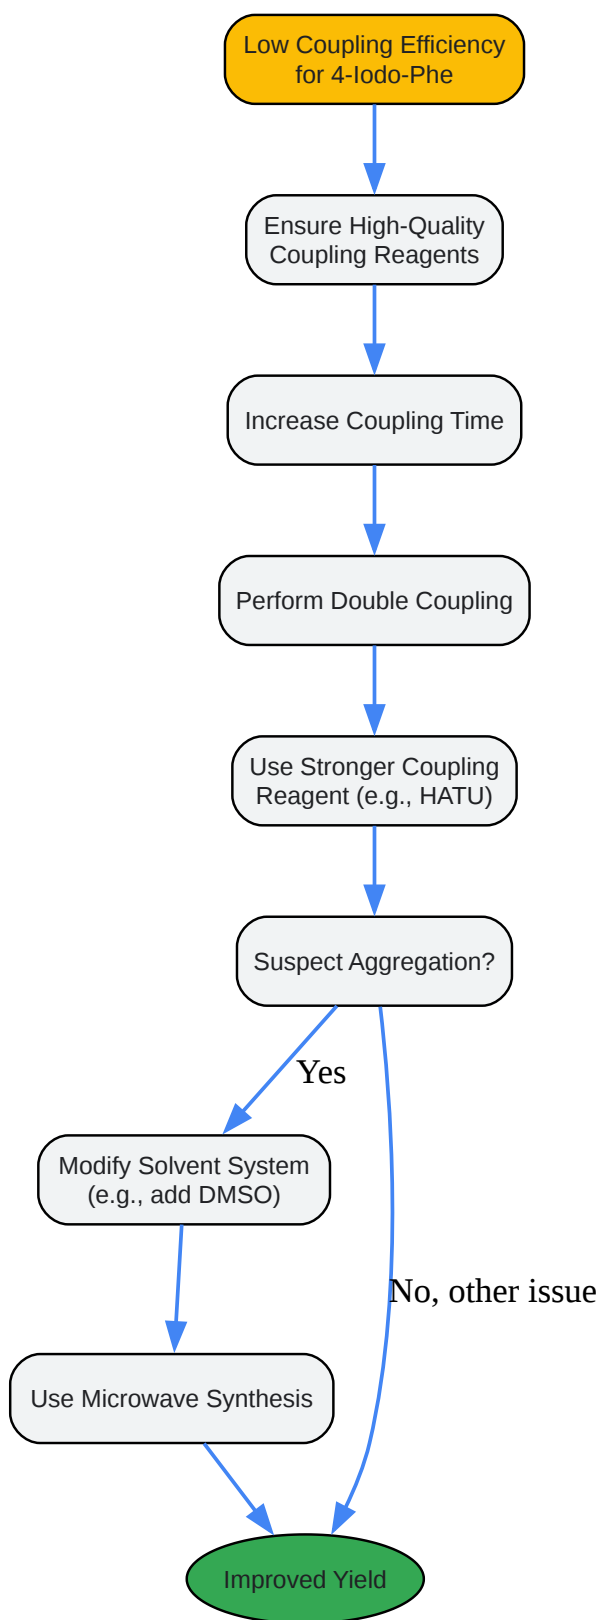 Low Coupling Efficiency
for 4-Iodo-Phe
Ensure High-Quality
Coupling Reagents
Increase Coupling Time
Perform Double Coupling
Use Stronger Coupling
Reagent (e.g., HATU)
Suspect Aggregation?
Yes
Modify Solvent System
(e.g., add DMSO)
No, other issue
Use Microwave Synthesis
Improved Yield